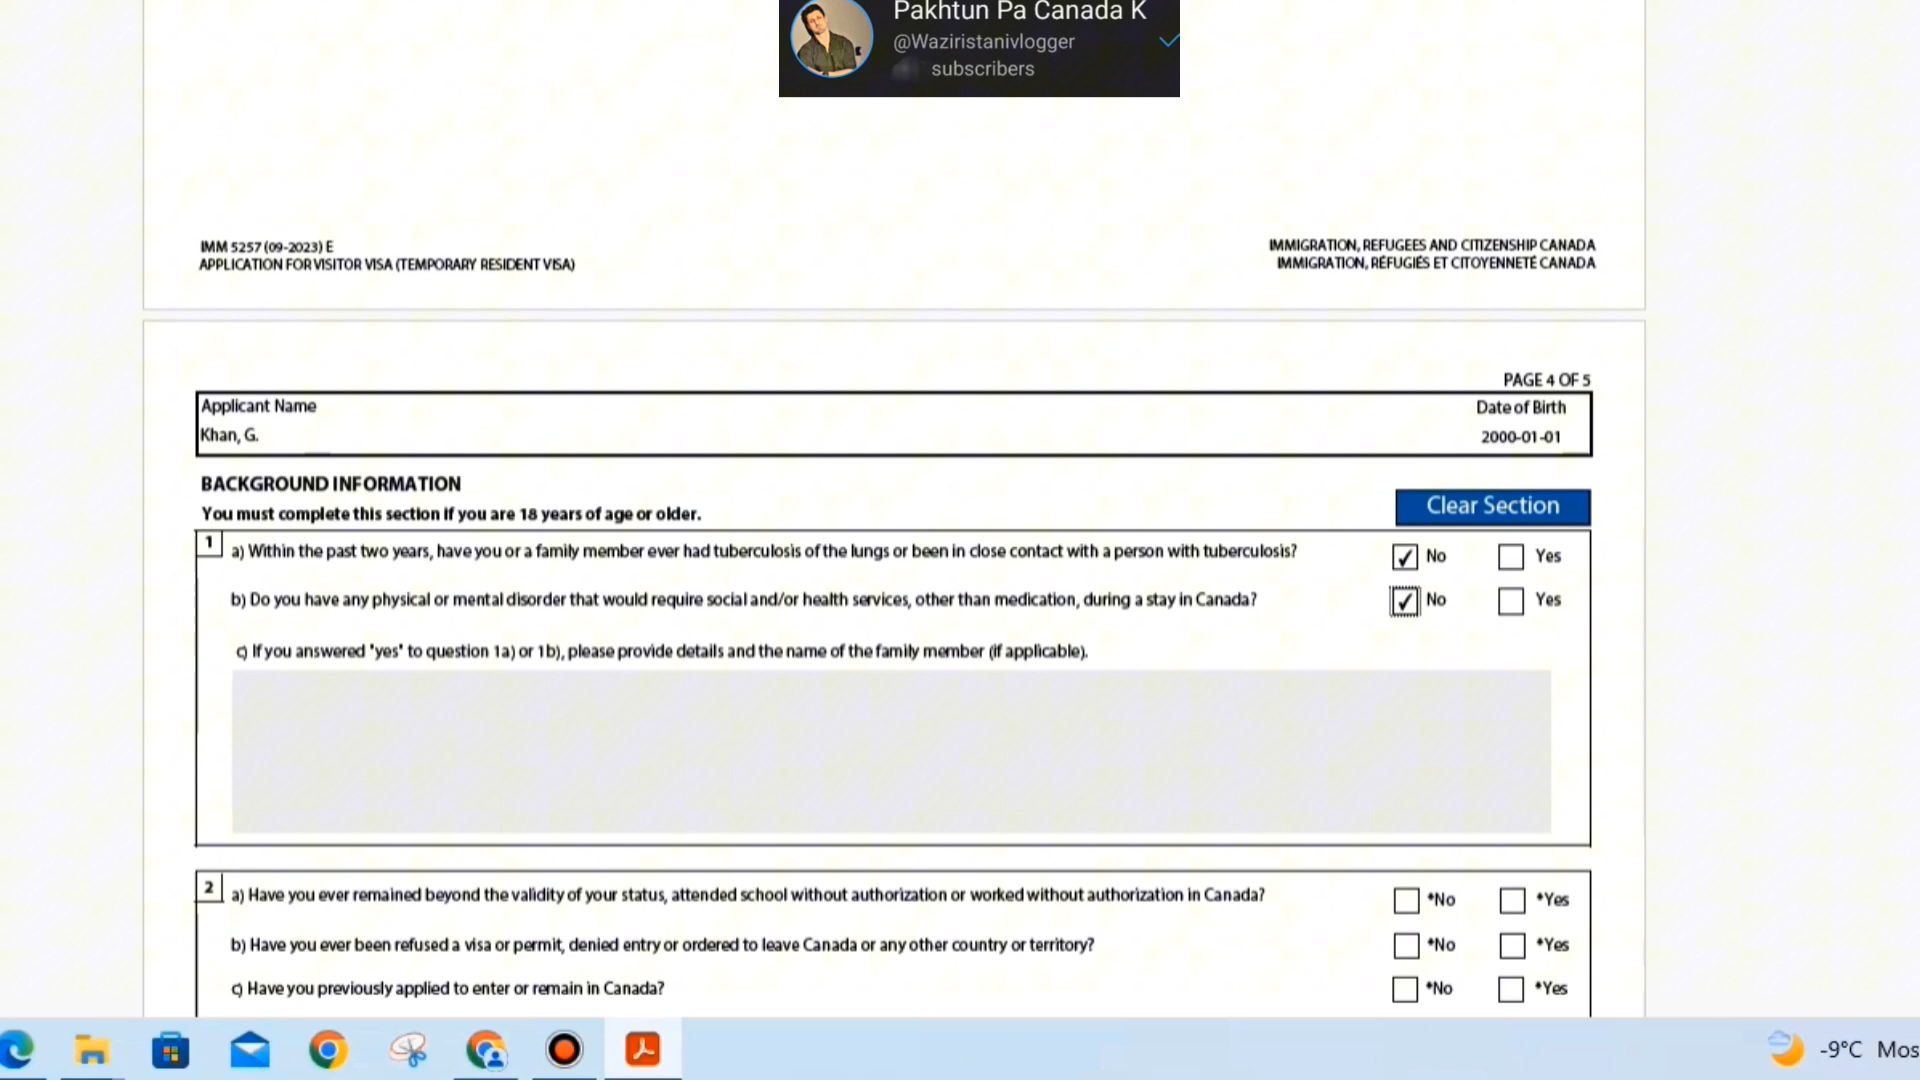 Pakhtun Pa Canada K
@Waziristanivlogger
subscribers
IMM 5257 (09-2023) E
APPLICATION FOR VISITOR VISA (TEMPORARY RESIDENT VISA)
IMMIGRATION, REFUGEES AND CITIZENSHIP CANADA
IMMIGRATION, RÉFUGIÉS ET CITOYENNETÉ CANADA
PAGE 4 OF 5
Applicant Name
Date of Birth
Khan, G.
2000-01-01
BACKGROUND INFORMATION
Clear Section
You must complete this section if you are 18 years of age or older.
1 a) Within the past two years, have you or a family member ever had tuberculosis of the lungs or been in close contact with a person with tuberculosis? No Yes
b) Do you have any physical or mental disorder that would require social and/or health services, other than medication, during a stay in Canada? No Yes
c) If you answered "yes" to question 1a) or 1b), please provide details and the name of the family member (if applicable).
2 a) Have you ever remained beyond the validity of your status, attended school without authorization or worked without authorization in Canada? *No *Yes
b) Have you ever been refused a visa or permit, denied entry or ordered to leave Canada or any other country or territory? *No *Yes
c) Have you previously applied to enter or remain in Canada? *No *Yes
-9°C Mos